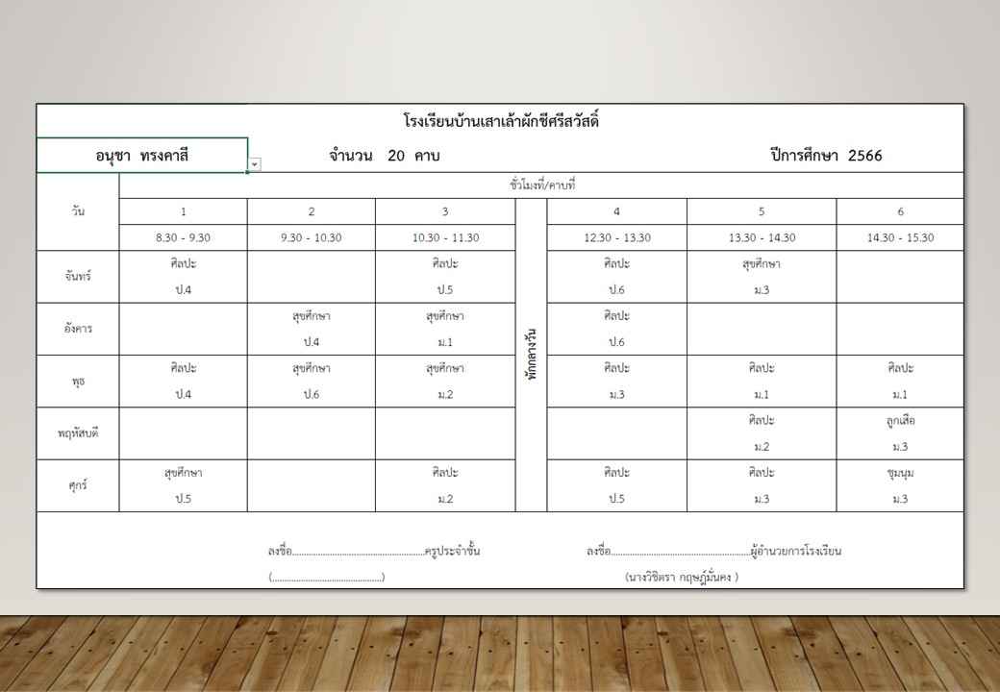 โรงเรียนบ้านเสาเล้าผักชีศรีสวัสดิ์
อนุชา ทรงคาสี จำนวน 20 คาบ ปีการศึกษา 2566
วัน ชั่วโมงที่/คาบที่
1 2 3 พักกลางวัน 4 5 6
8.30 - 9.30 9.30 - 10.30 10.30 - 11.30 12.30 - 13.30 13.30 - 14.30 14.30 - 15.30
จันทร์ ศิลปะ ศิลปะ ศิลปะ สุขศึกษา
ป.4 ป.5 ป.6 ม.3
อังคาร สุขศึกษา สุขศึกษา ศิลปะ
ป.4 ม.1 ป.6
พุธ ศิลปะ สุขศึกษา สุขศึกษา ศิลปะ ศิลปะ ศิลปะ
ป.4 ป.6 ม.2 ม.3 ม.1 ม.1
พฤหัสบดี ศิลปะ ลูกเสือ
ม.2 ม.3
ศุกร์ สุขศึกษา ศิลปะ ศิลปะ ศิลปะ ชุมนุม
ป.5 ม.2 ป.5 ม.3 ม.3
ลงชื่อ..................................................ครูประจำชั้น ลงชื่อ..................................................ผู้อำนวยการโรงเรียน
(..........................................) (นางวิชิตรา กฤษฎ์มั่นคง )